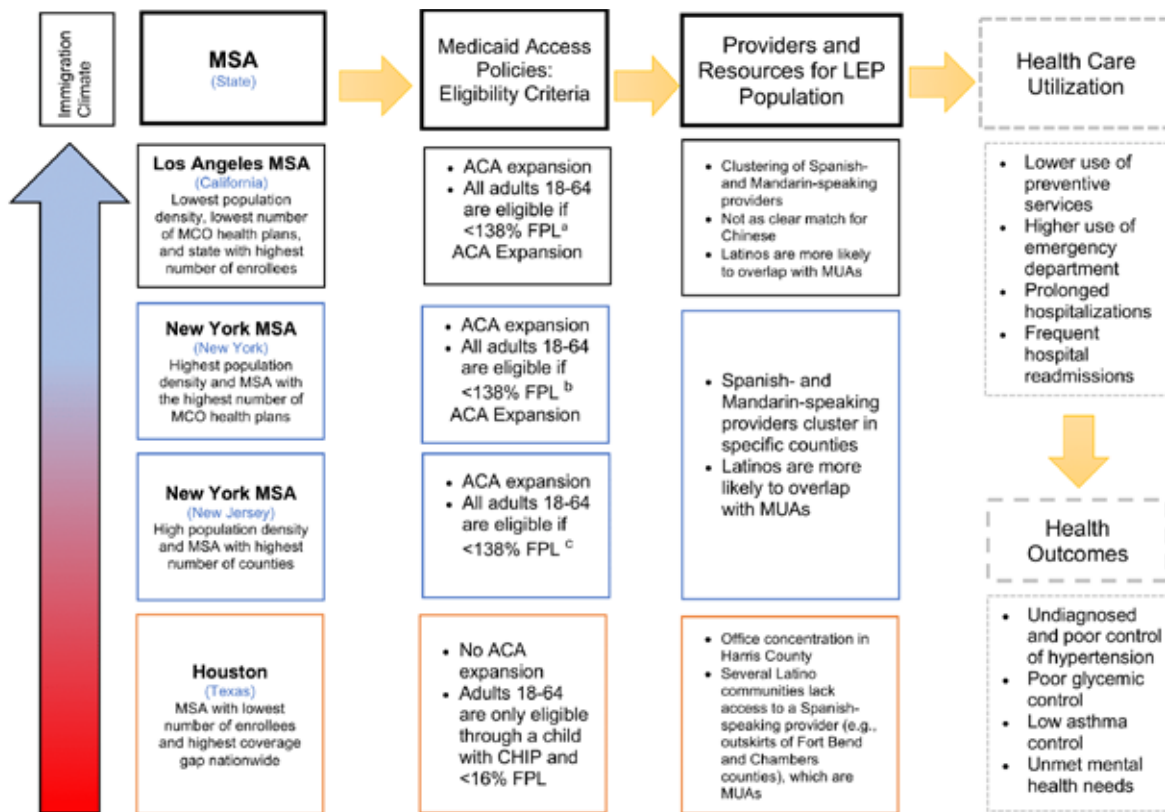 Immigration
Climate
MSA
(State)
Medicaid Access
Policies:
Eligibility Criteria
Providers and
Resources for LEP
Population
Health Care
Utilization
Los Angeles MSA
(California)
Lowest population
density, lowest number
of MCO health plans,
and state with highest
number of enrollees
• ACA expansion
• All adults 18-64
are eligible if
<138% FPLa
ACA Expansion
• Clustering of Spanish-
and Mandarin-speaking
providers
• Not as clear match for
Chinese
• Latinos are more likely
to overlap with MUAs
• Lower use of
preventive
services
• Higher use of
emergency
department
• Prolonged
hospitalizations
• Frequent
hospital
readmissions
New York MSA
(New York)
Highest population
density and MSA with
the highest number of
MCO health plans
• ACA expansion
• All adults 18-64
are eligible if
<138% FPL b
ACA Expansion
• Spanish- and
Mandarin-speaking
providers cluster in
specific counties
• Latinos are more
likely to overlap
with MUAs
New York MSA
(New Jersey)
High population density
and MSA with highest
number of counties
• ACA expansion
• All adults 18-64
are eligible if
<138% FPL c
Health
Outcomes
Houston
(Texas)
MSA with lowest
number of enrollees
and highest coverage
gap nationwide
• No ACA
expansion
• Adults 18-64
are only eligible
through a child
with CHIP and
<16% FPL
• Office concentration in
Harris County
• Several Latino
communities lack
access to a Spanish-
speaking provider (e.g.,
outskirts of Fort Bend
and Chambers
counties), which are
MUAs
• Undiagnosed
and poor control
of hypertension
• Poor glycemic
control
• Low asthma
control
• Unmet mental
health needs